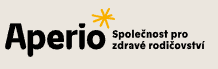 Aperio
Společnost pro
zdravé rodičovství